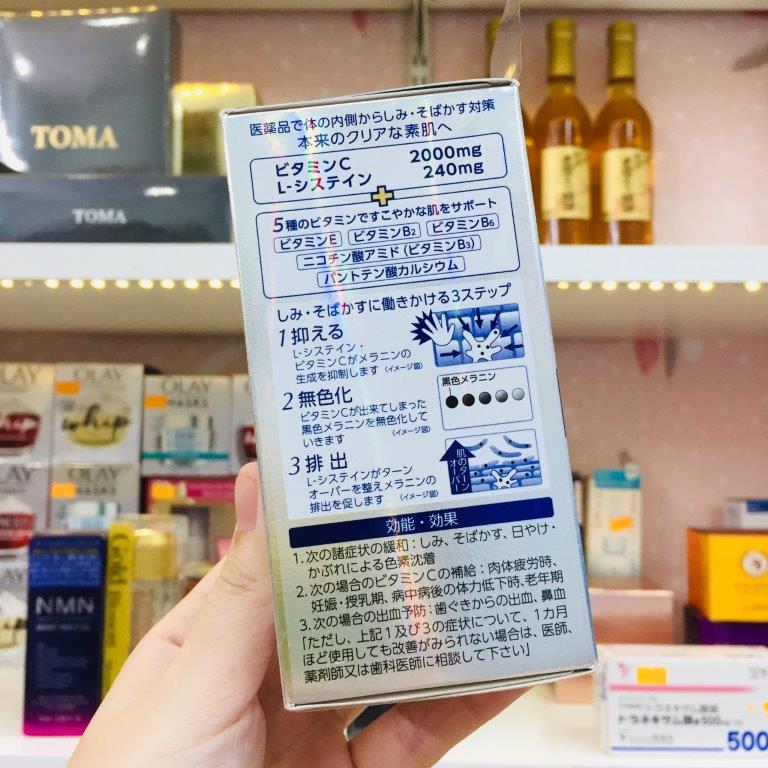 医薬品で体の内側からしみ・そばかす対策
本来のクリアな素肌へ
ビタミンC 2000mg
L-システイン 240mg
+
5種のビタミンですこやかな肌をサポート
ビタミンE ビタミンB2 ビタミンB6
ニコチン酸アミド(ビタミンB3)
パントテン酸カルシウム
しみ・そばかすに働きかける3ステップ
1 抑える
L-システイン・
ビタミンCがメラニンの
生成を抑制します (イメージ図)
2 無色化
ビタミンCが出来てしまった
黒色メラニンを無色化して
いきます (イメージ図)
黒色メラニン
3 排出
L-システインがターン
オーバーを整えメラニンの
排出を促します (イメージ図)
肌のターン
オーバー
効能・効果
1. 次の諸症状の緩和:しみ、そばかす、日やけ・
かぶれによる色素沈着
2. 次の場合のビタミンCの補給:肉体疲労時、
妊娠・授乳期、病中病後の体力低下時、老年期
3. 次の場合の出血予防:歯ぐきからの出血、鼻血
「ただし、上記1及び3の症状について、1カ月
ほど使用しても改善がみられない場合は、医師、
薬剤師又は歯科医師に相談して下さい」
TOMA
TOMA
OLAY
whip
OLAY
MASKS
OLAY
NMN
Gold
500